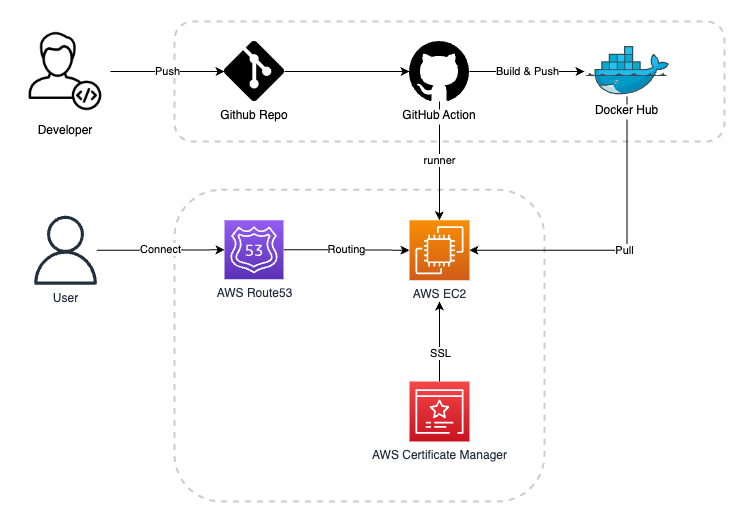 Push
Build & Push
Developer
Github Repo
GitHub Action
Docker Hub
runner
Connect
53
Routing
Pull
User
AWS Route53
AWS EC2
SSL
AWS Certificate Manager